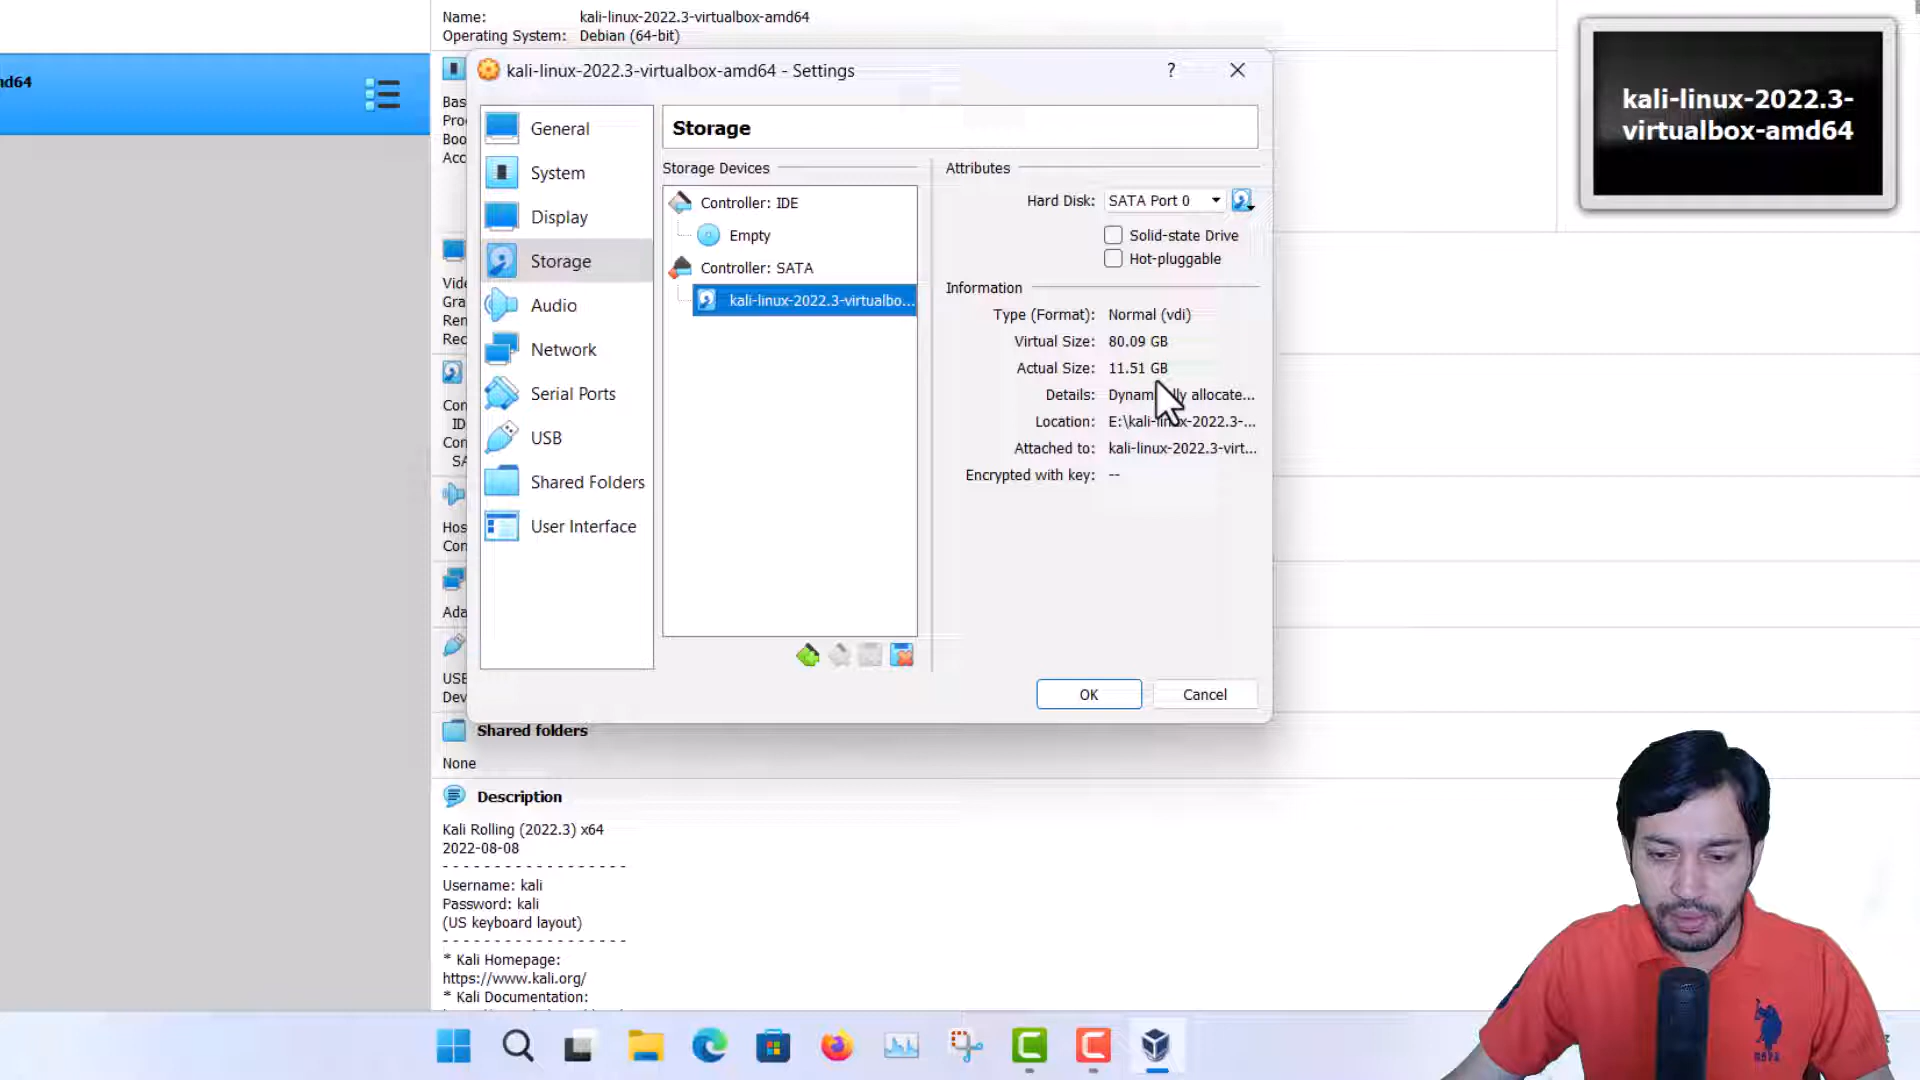 Name: kali-linux-2022.3-virtualbox-amd64
Operating System: Debian (64-bit)
kali-linux-2022.3-virtualbox-amd64 - Settings
?
kali-linux-2022.3-
virtualbox-amd64
General
System
Display
Storage
Audio
Network
Serial Ports
USB
Shared Folders
User Interface
Storage
Storage Devices
Controller: IDE
Empty
Controller: SATA
kali-linux-2022.3-virtualbo...
Attributes
Hard Disk: SATA Port 0
Solid-state Drive
Hot-pluggable
Information
Type (Format): Normal (vdi)
Virtual Size: 80.09 GB
Actual Size: 11.51 GB
Details: allocate...
Location:
Attached to: kali-linux-2022.3-virt...
Encrypted with key: --
OK
Cancel
Shared folders
None
Description
Kali Rolling (2022.3) x64
2022-08-08
- - - - - - - - - - - - - - - - - -
Username: kali
Password: kali
(US keyboard layout)
- - - - - - - - - - - - - - - - - -
* Kali Homepage:
https://www.kali.org/
* Kali Documentation: